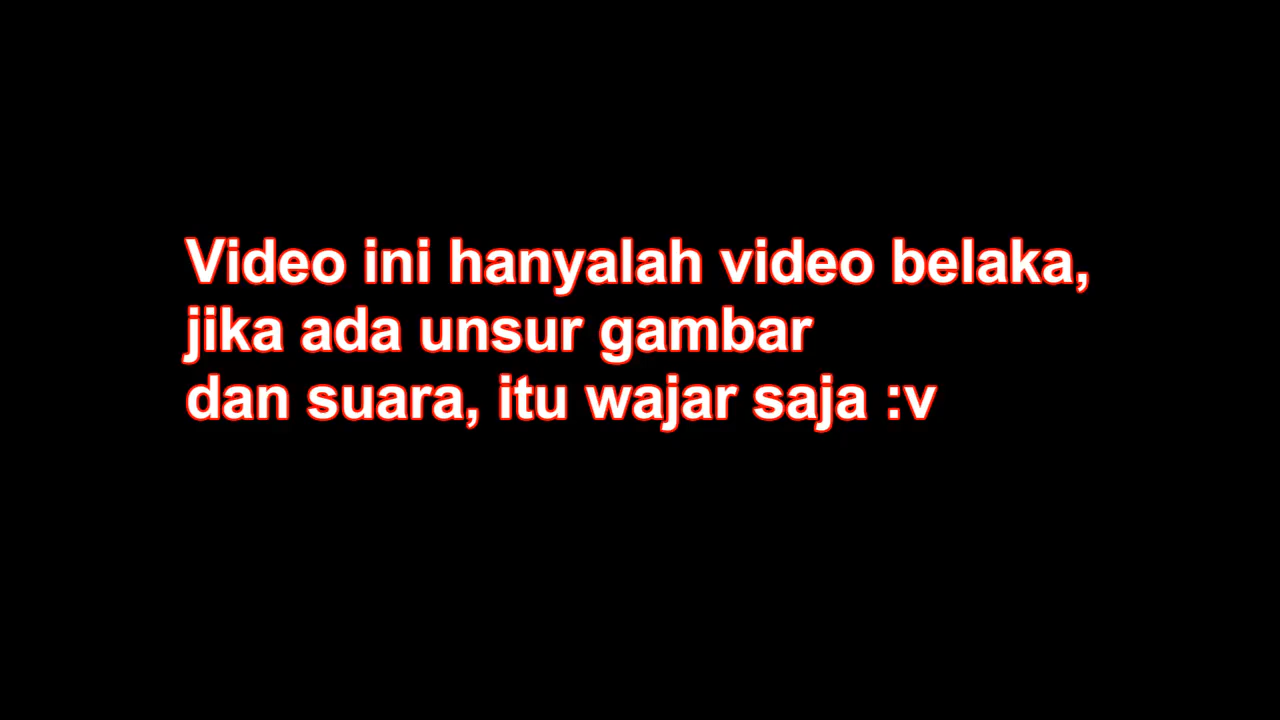 Video ini hanyalah video belaka,
jika ada unsur gambar
dan suara, itu wajar saja :v